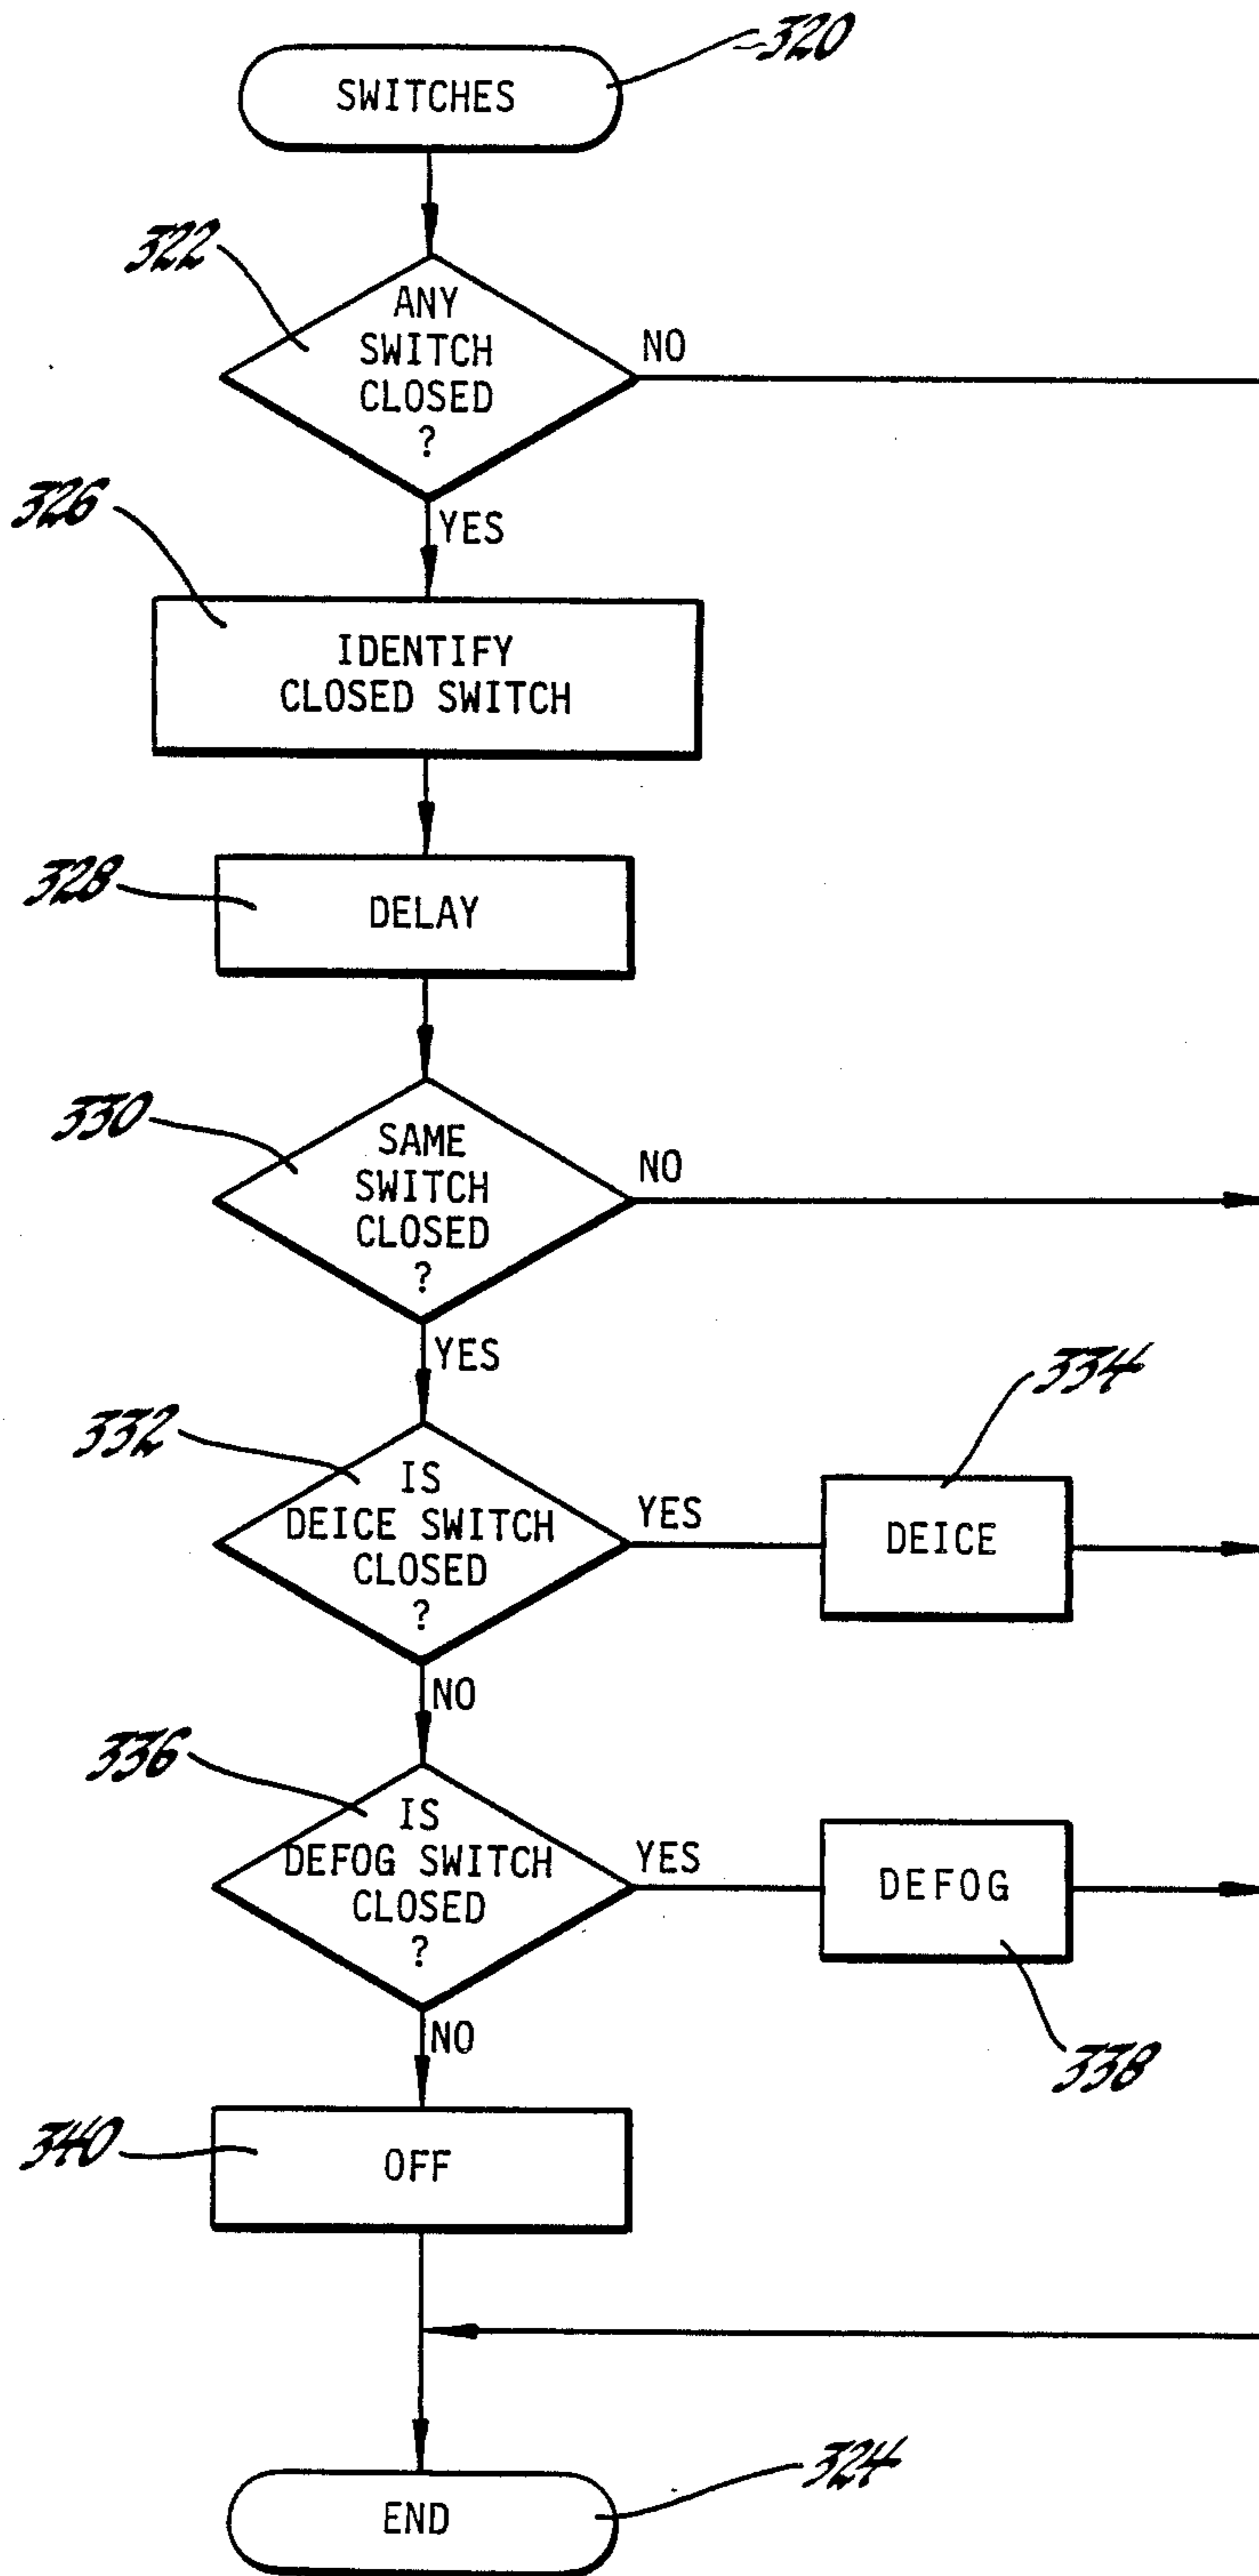 320
SWITCHES
322
ANY
SWITCH
CLOSED
?
NO
YES
326
IDENTIFY
CLOSED SWITCH
328
DELAY
330
SAME
SWITCH
CLOSED
?
NO
YES
332
IS
DEICE SWITCH
CLOSED
?
YES
334
DEICE
NO
336
IS
DEFOG SWITCH
CLOSED
?
YES
DEFOG
338
NO
340
OFF
324
END